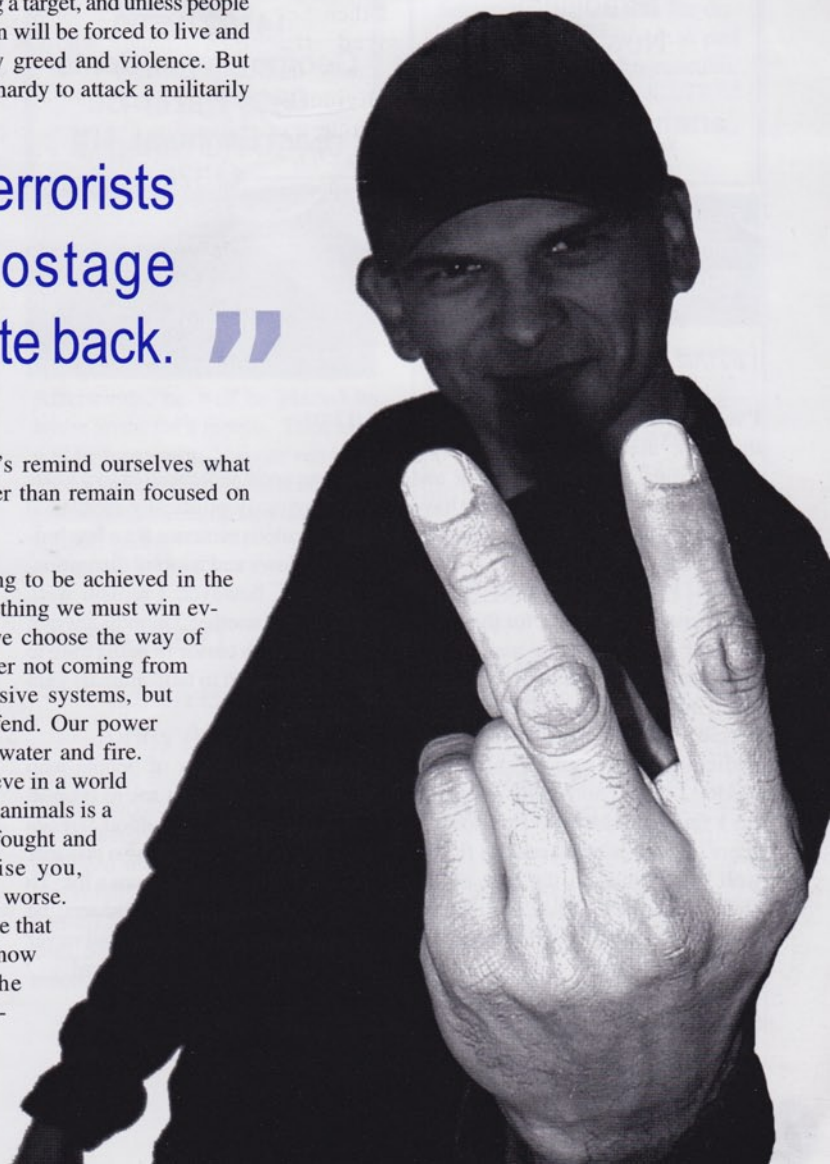 g a target, and unless people
n will be forced to live and
y greed and violence. But
hardy to attack a militarily
errorists
ostage
te back. ”
's remind ourselves what
er than remain focused on
ng to be achieved in the
thing we must win ev-
ve choose the way of
er not coming from
sive systems, but
fend. Our power
water and fire.
eve in a world
animals is a
fought and
ise you,
worse.
e that
now
he
-